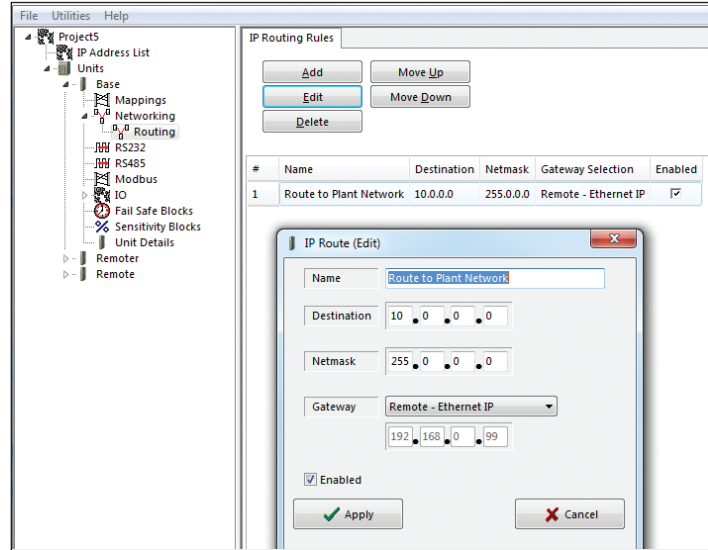 File Utilities Help
Project5
IP Address List
Units
Base
Mappings
Networking
Routing
RS232
RS485
Modbus
IO
Fail Safe Blocks
Sensitivity Blocks
Unit Details
Remoter
Remote
IP Routing Rules
Add Move Up
Edit Move Down
Delete
# Name Destination Netmask Gateway Selection Enabled
1 Route to Plant Network 10.0.0.0 255.0.0.0 Remote - Ethernet IP
IP Route (Edit)
Name Route to Plant Network
Destination 10 . 0 . 0 . 0
Netmask 255 . 0 . 0 . 0
Gateway Remote - Ethernet IP
192 . 168 . 0 . 99
Enabled
Apply Cancel